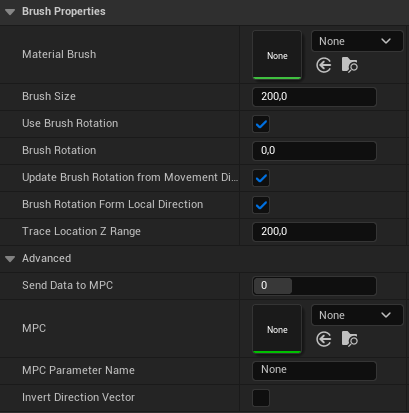 Brush Properties
Material Brush
None
None
Brush Size
200,0
Use Brush Rotation
Brush Rotation
0,0
Update Brush Rotation from Movement Di...
Brush Rotation Form Local Direction
Trace Location Z Range
200,0
Advanced
Send Data to MPC
0
MPC
None
None
MPC Parameter Name
None
Invert Direction Vector